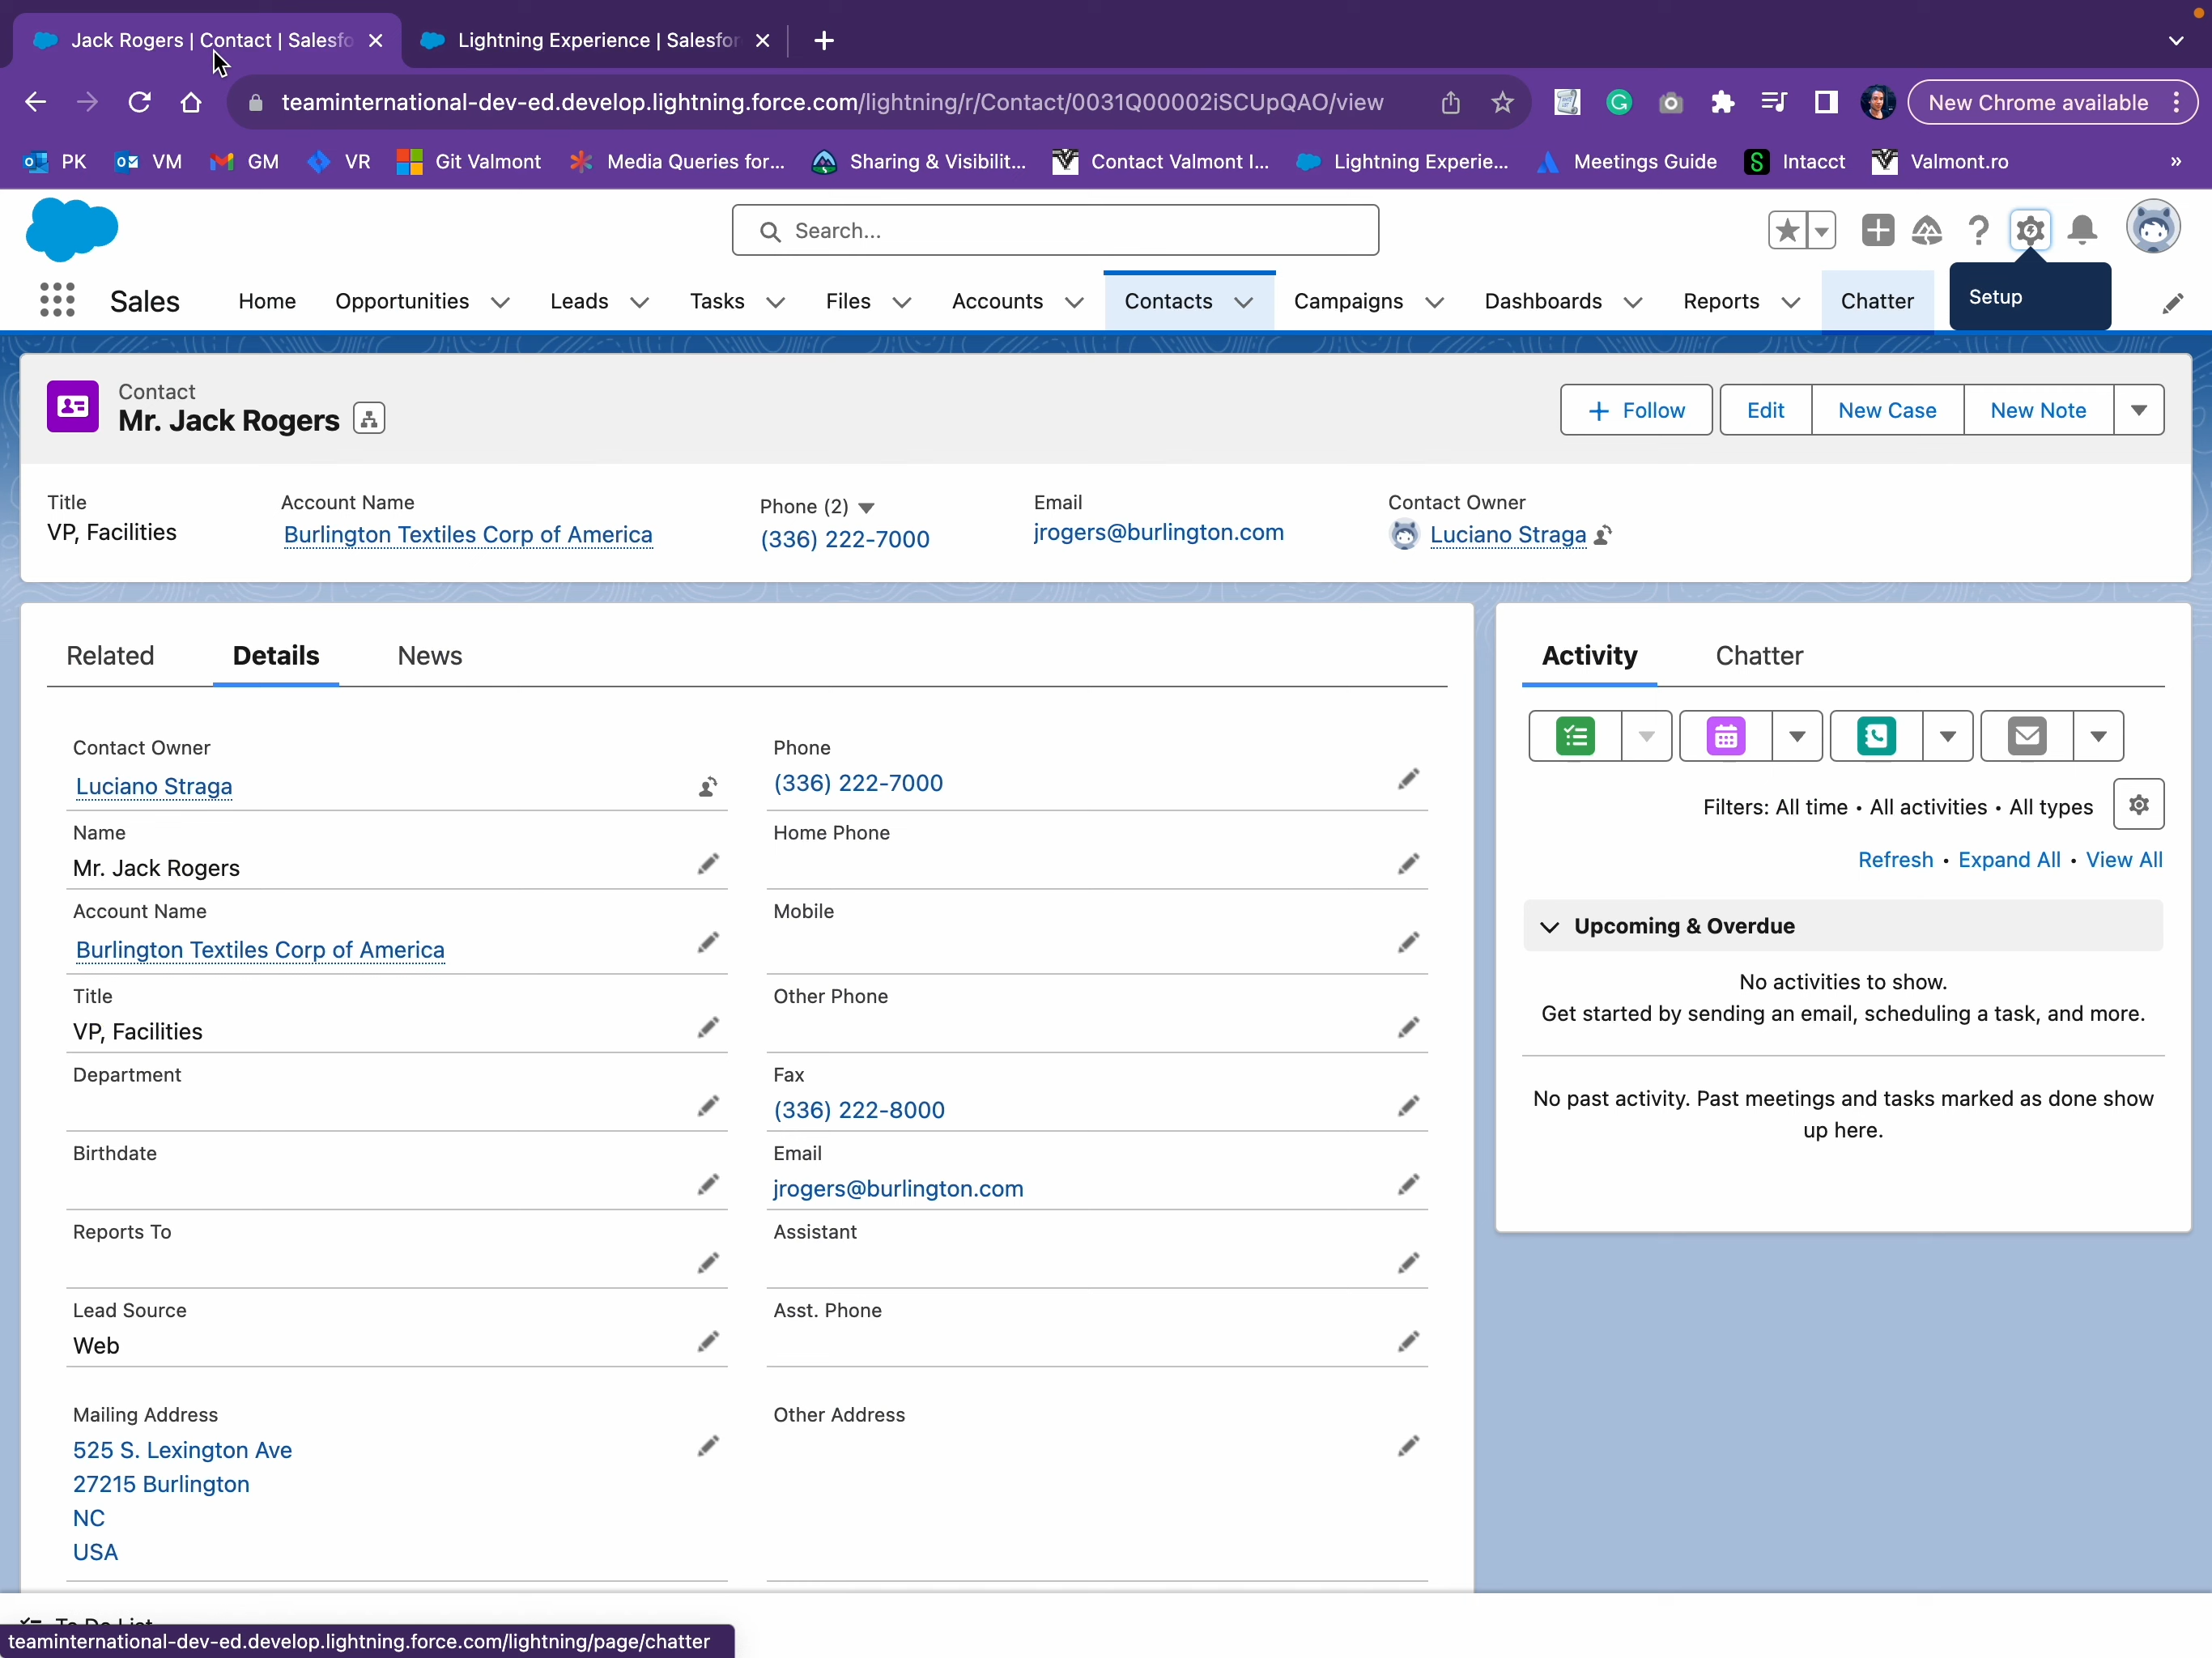 Jack Rogers | Contact | Salesfo
Lightning Experience | Salesfor
teaminternational-dev-ed.develop.lightning.force.com/lightning/r/Contact/0031Q00002iSCUpQAO/view
New Chrome available
PK
VM
GM
VR
Git Valmont
Media Queries for...
Sharing & Visibilit...
Contact Valmont I...
Lightning Experie...
Meetings Guide
Intacct
Valmont.ro
»
Search...
Sales
Home
Opportunities
Leads
Tasks
Files
Accounts
Contacts
Campaigns
Dashboards
Reports
Chatter
Setup
Contact
Mr. Jack Rogers
+ Follow
Edit
New Case
New Note
Title
VP, Facilities
Account Name
Burlington Textiles Corp of America
Phone (2)
(336) 222-7000
Email
jrogers@burlington.com
Contact Owner
Luciano Straga
Related
Details
News
Contact Owner
Luciano Straga
Name
Mr. Jack Rogers
Account Name
Burlington Textiles Corp of America
Title
VP, Facilities
Department
Birthdate
Reports To
Lead Source
Web
Mailing Address
525 S. Lexington Ave
27215 Burlington
NC
USA
Phone
(336) 222-7000
Home Phone
Mobile
Other Phone
Fax
(336) 222-8000
Email
jrogers@burlington.com
Assistant
Asst. Phone
Other Address
Activity
Chatter
Filters: All time • All activities • All types
Refresh • Expand All • View All
Upcoming & Overdue
No activities to show.
Get started by sending an email, scheduling a task, and more.
No past activity. Past meetings and tasks marked as done show
up here.
To Do List
teaminternational-dev-ed.develop.lightning.force.com/lightning/page/chatter